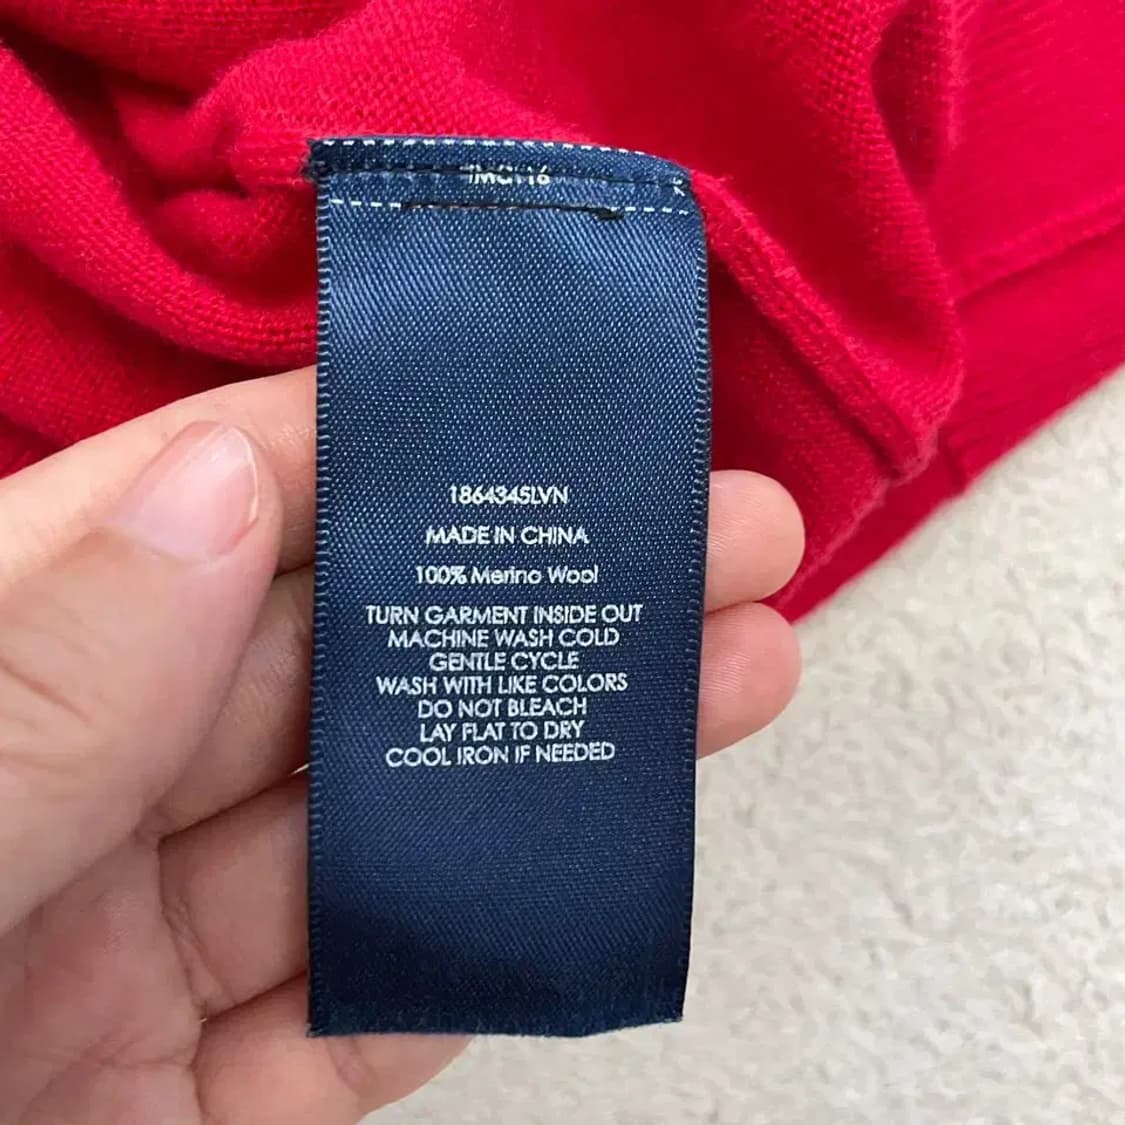 1864345LVN
MADE IN CHINA
100% Merino Wool
TURN GARMENT INSIDE OUT
MACHINE WASH COLD
GENTLE CYCLE
WASH WITH LIKE COLORS
DO NOT BLEACH
LAY FLAT TO DRY
COOL IRON IF NEEDED